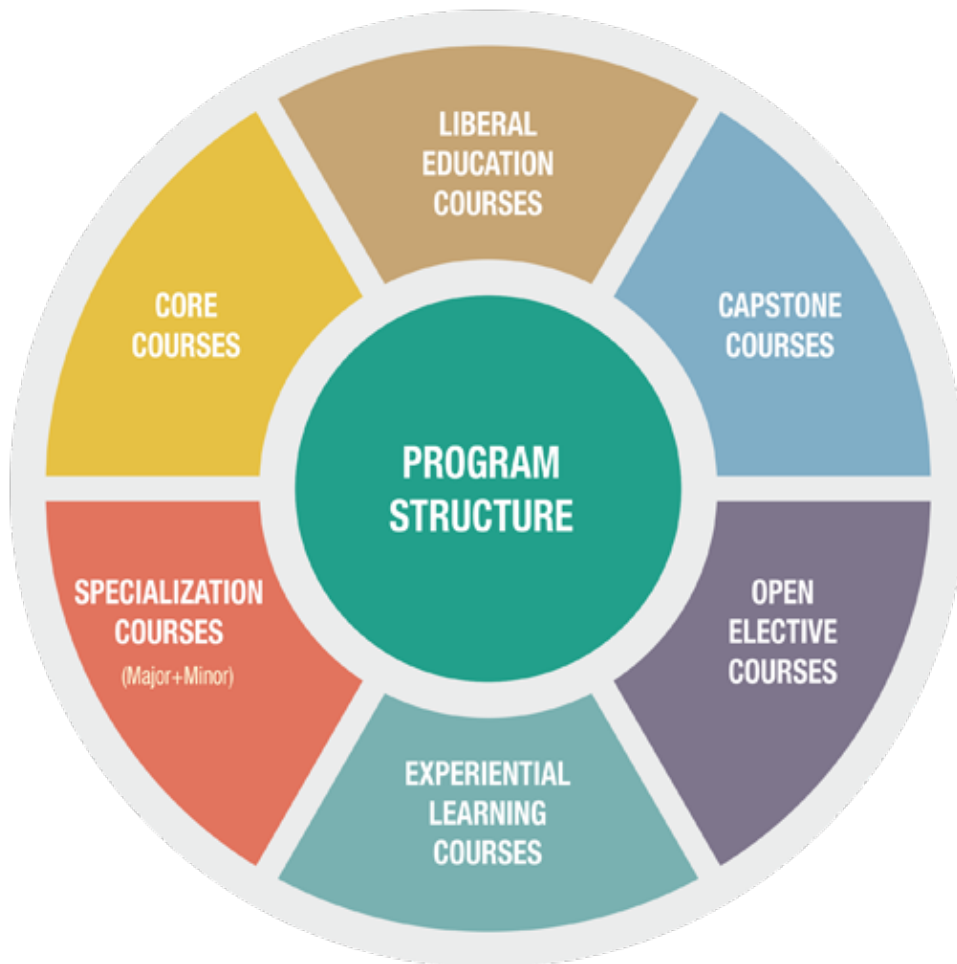 LIBERAL
EDUCATION
COURSES
CAPSTONE
COURSES
OPEN
ELECTIVE
COURSES
EXPERIENTIAL
LEARNING
COURSES
SPECIALIZATION
COURSES
(Major+Minor)
CORE
COURSES
PROGRAM
STRUCTURE